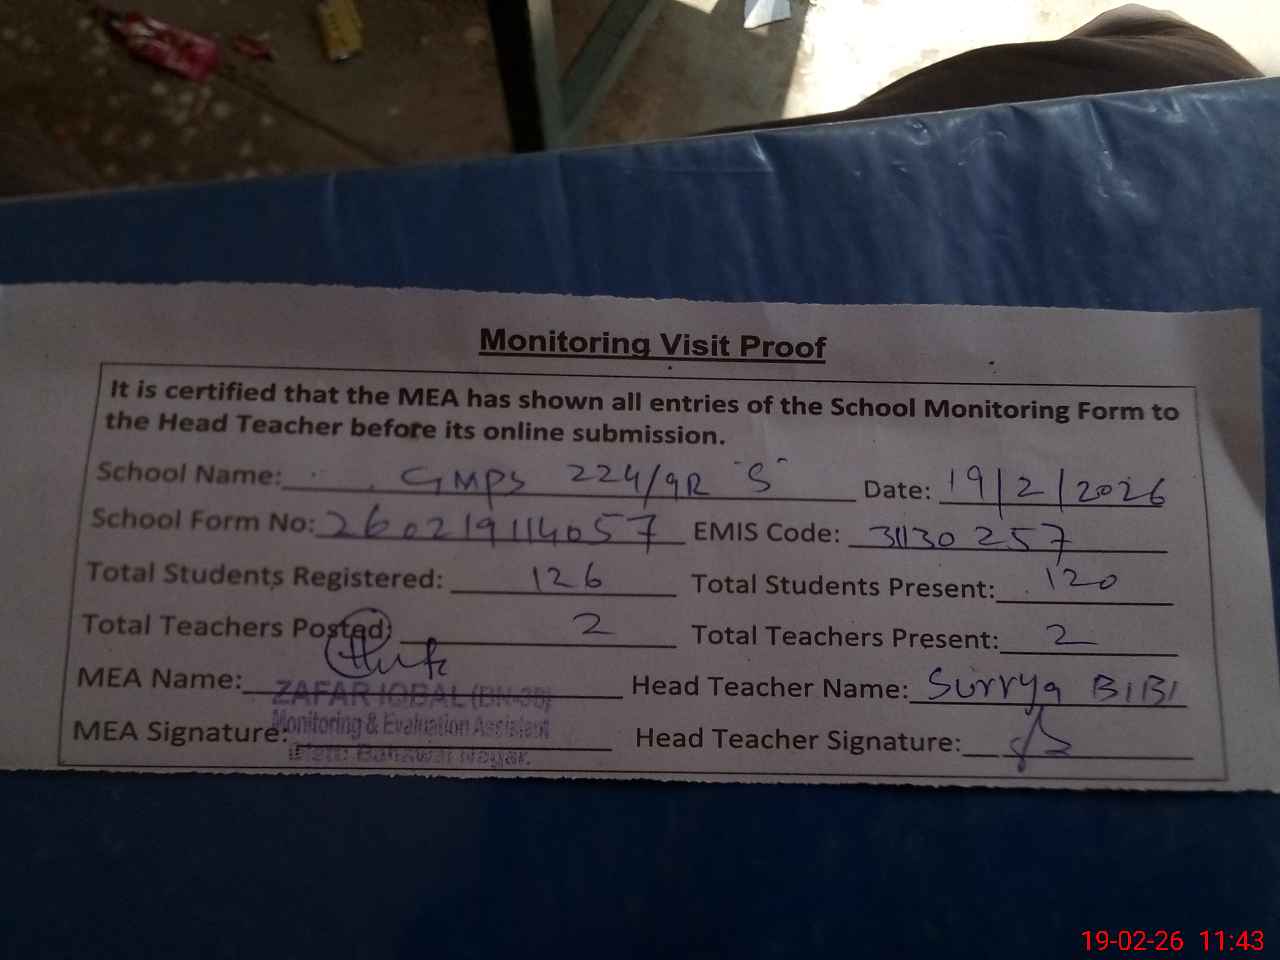 Monitoring Visit Proof
It is certified that the MEA has shown all entries of the School Monitoring Form to
the Head Teacher before its online submission.
School Name: GMPS 224/9R "S" Date: 19/2/2026
School Form No: 260219114057 EMIS Code: 31130257
Total Students Registered: 126 Total Students Present: 120
Total Teachers Posted: 2 Total Teachers Present: 2
MEA Name: ZAFAR IQBAL Head Teacher Name: Surrya BIBI
Monitoring & Evaluation Assistant
MEA Signature: Head Teacher Signature:
Bahawal Nagar.
19-02-26 11:43